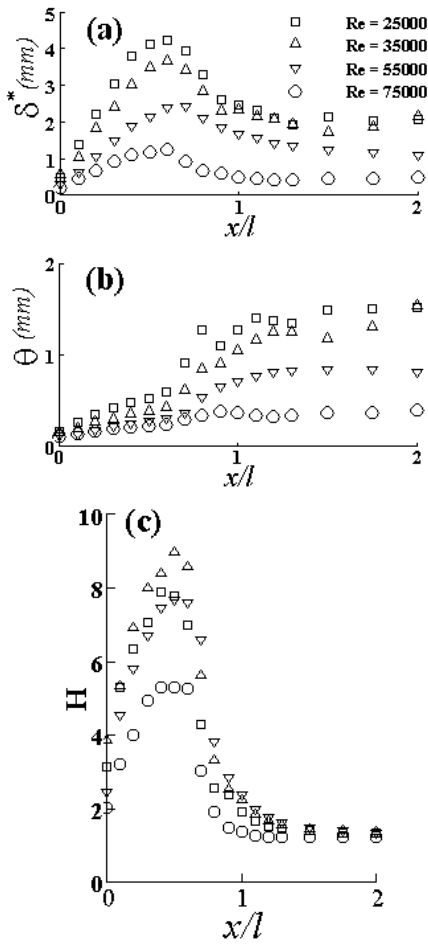 (a)
Re = 25000
Re = 35000
Re = 55000
Re = 75000
δ* (mm)
5
4
3
2
1
0
0 1 2
x/l
(b)
θ (mm)
2
1
0
0 1 2
x/l
(c)
H
10
8
6
4
2
0
0 1 2
x/l